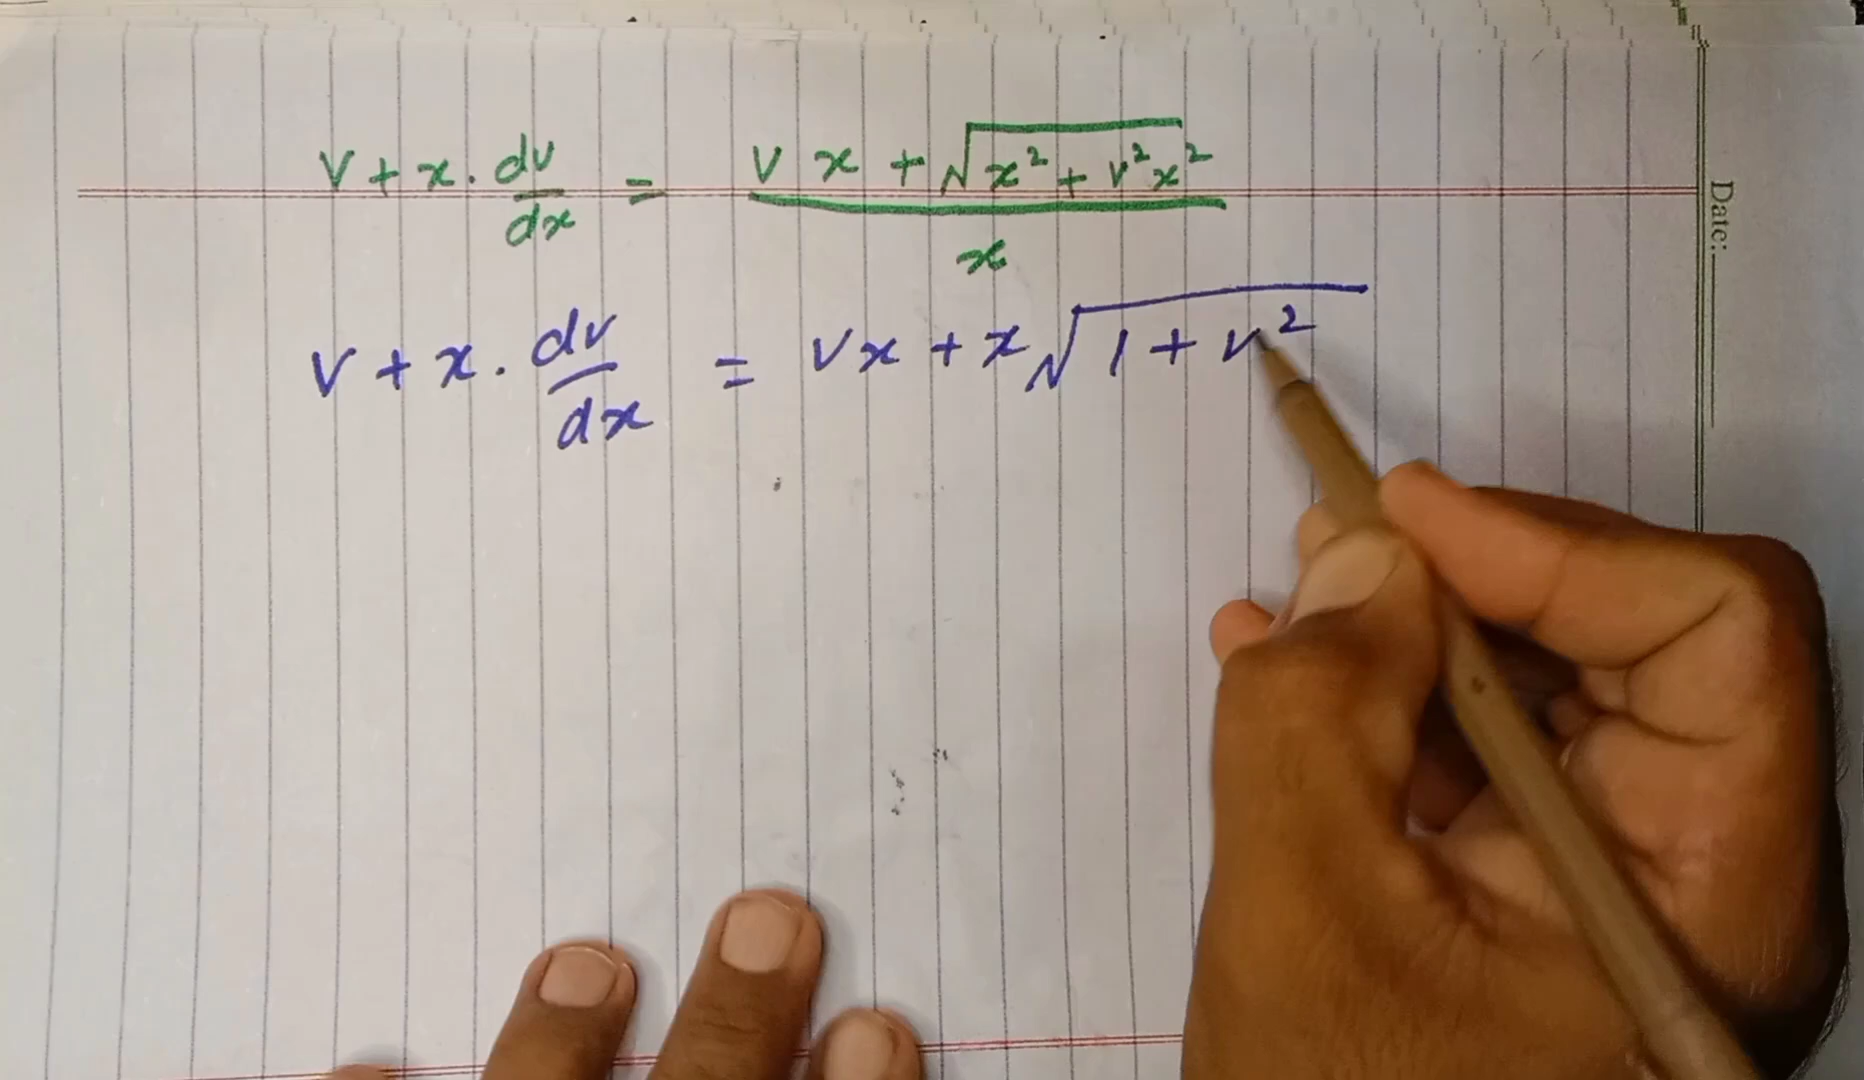 v + x . dv/dx = (v x + √(x² + v²x²))/x
v + x . dv/dx = vx + x√(1 + v²)
Date: